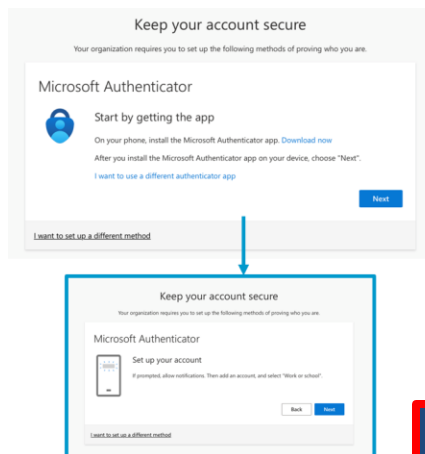 Keep your account secure
Your organization requires you to set up the following methods of proving who you are.
Microsoft Authenticator
Start by getting the app
On your phone, install the Microsoft Authenticator app. Download now
After you install the Microsoft Authenticator app on your device, choose "Next".
I want to use a different authenticator app
Next
I want to set up a different method
Keep your account secure
Your organization requires you to set up the following methods of proving who you are.
Microsoft Authenticator
Set up your account
If prompted, allow notifications. Then add an account, and select "Work or school".
Back Next
I want to set up a different method